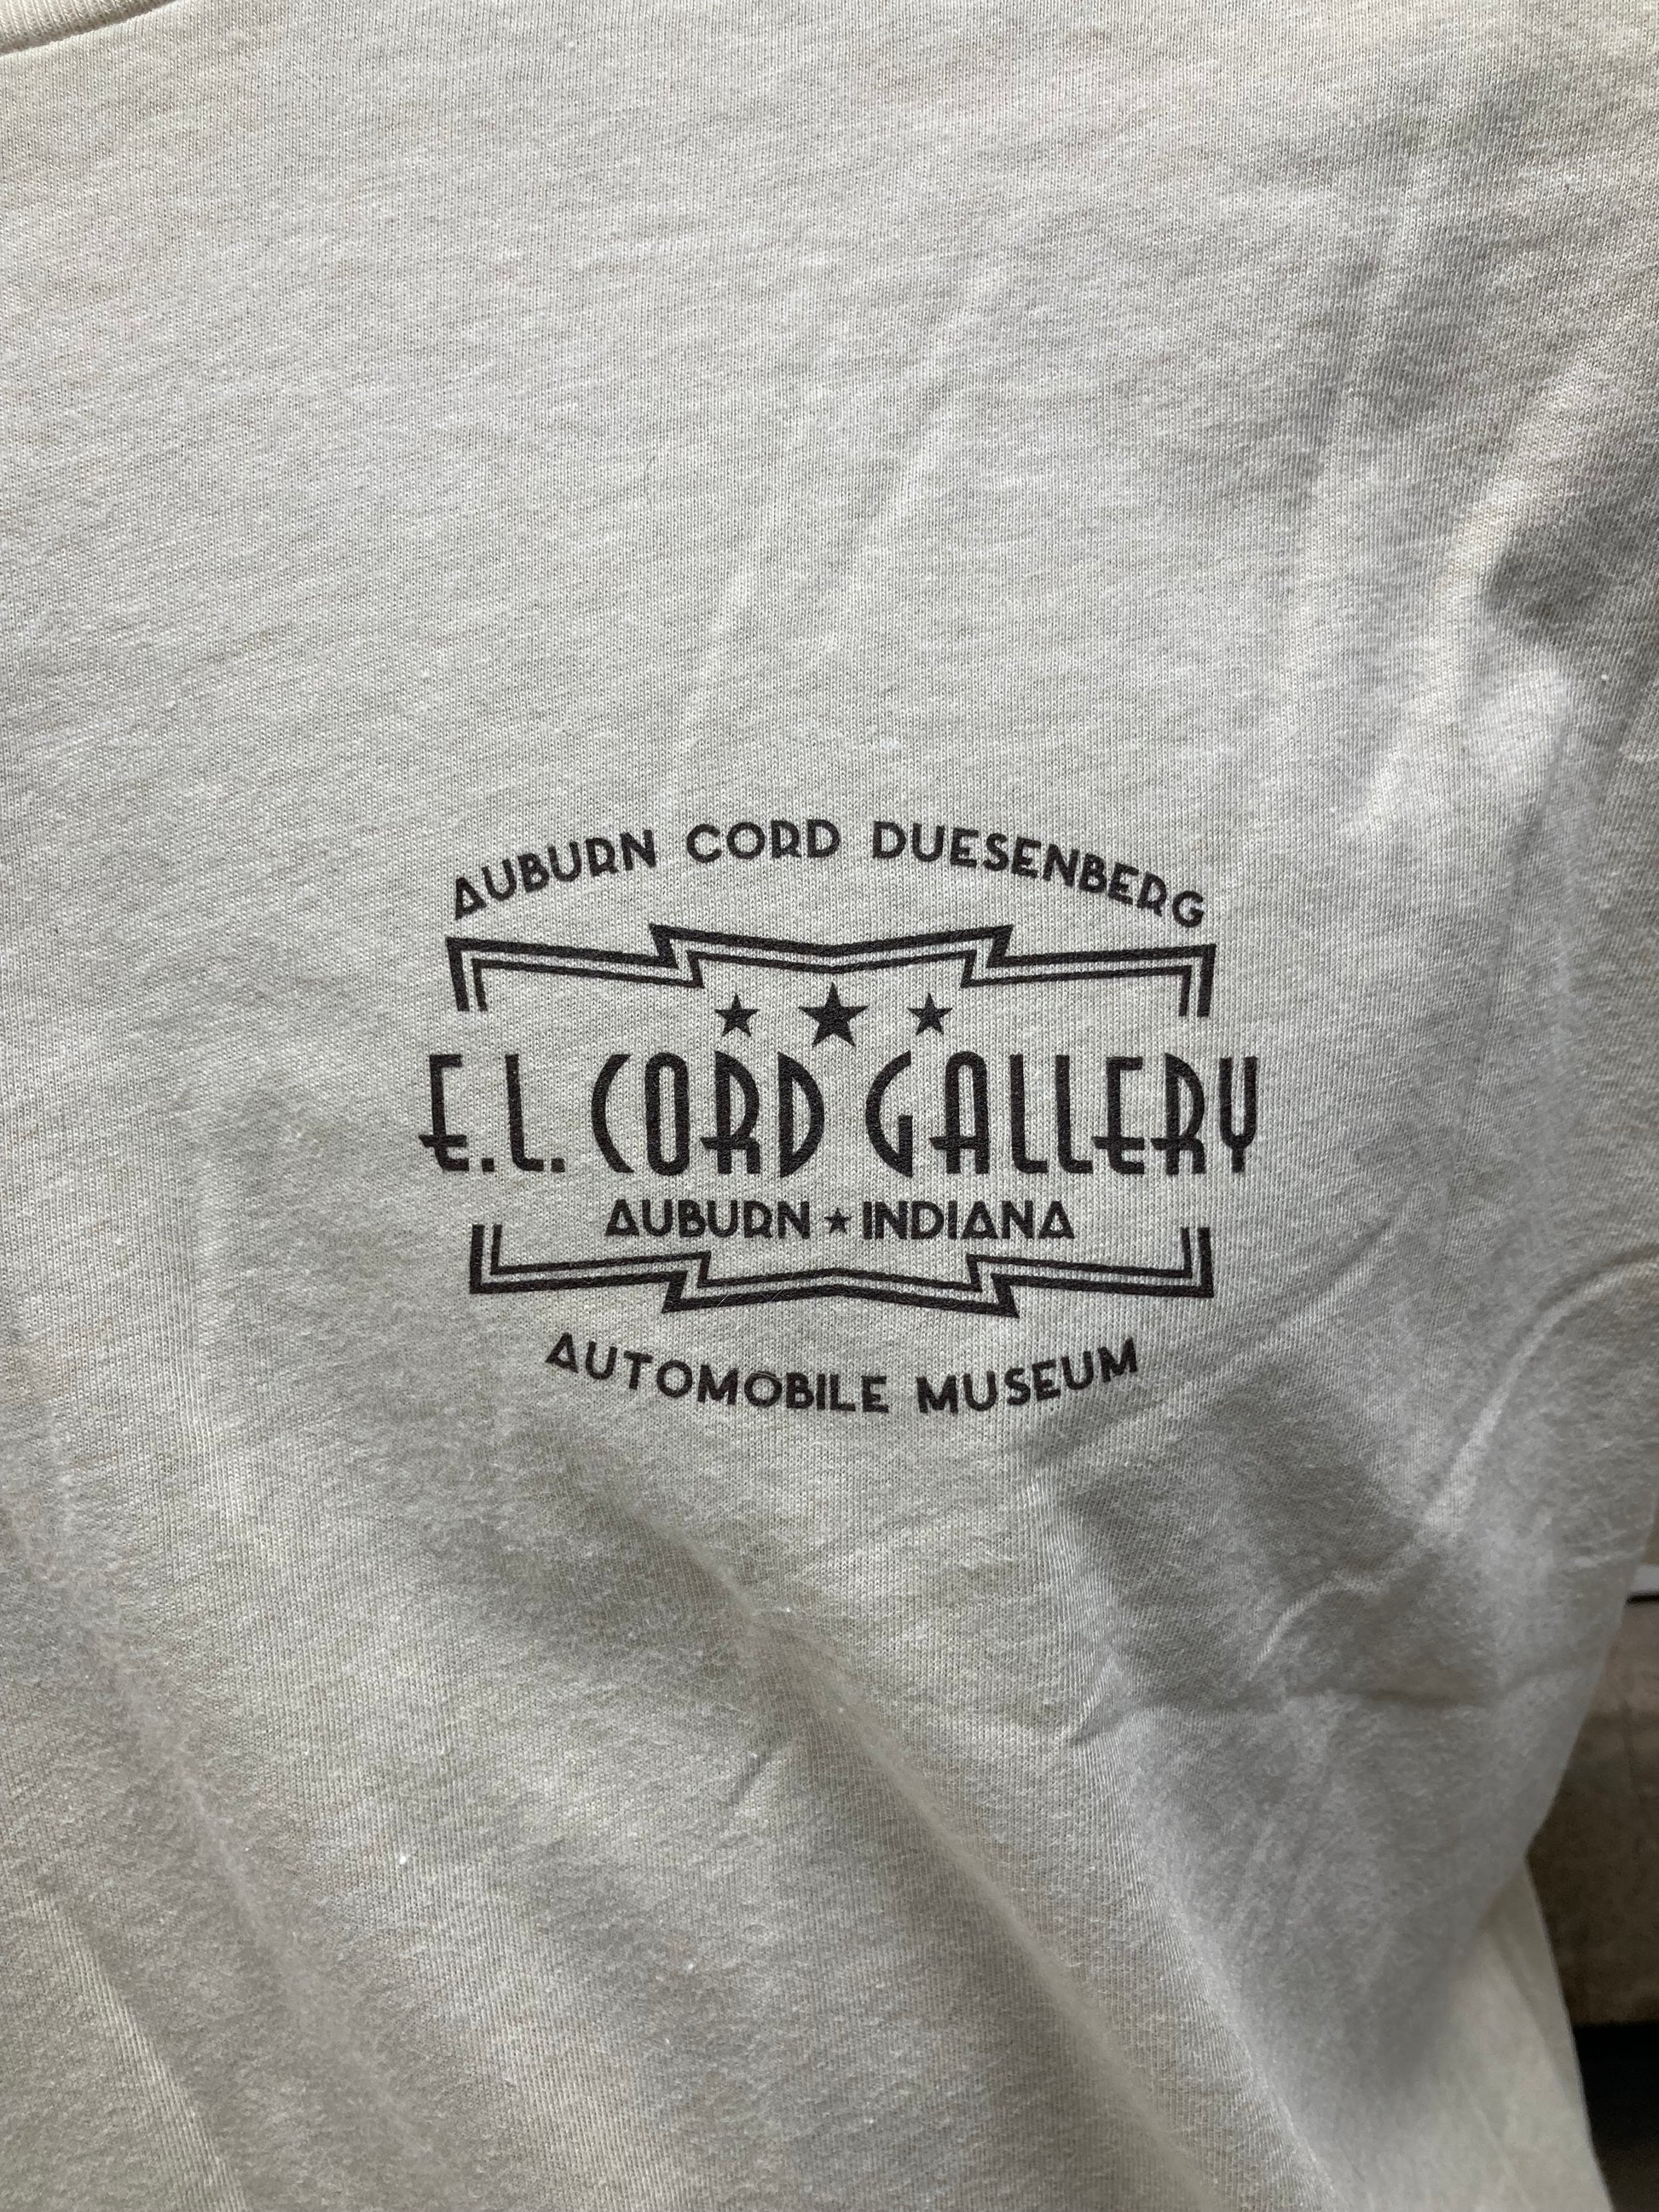 AUBURN CORD DUESENBERG
E.L. CORD GALLERY
AUBURN ★ INDIANA
AUTOMOBILE MUSEUM